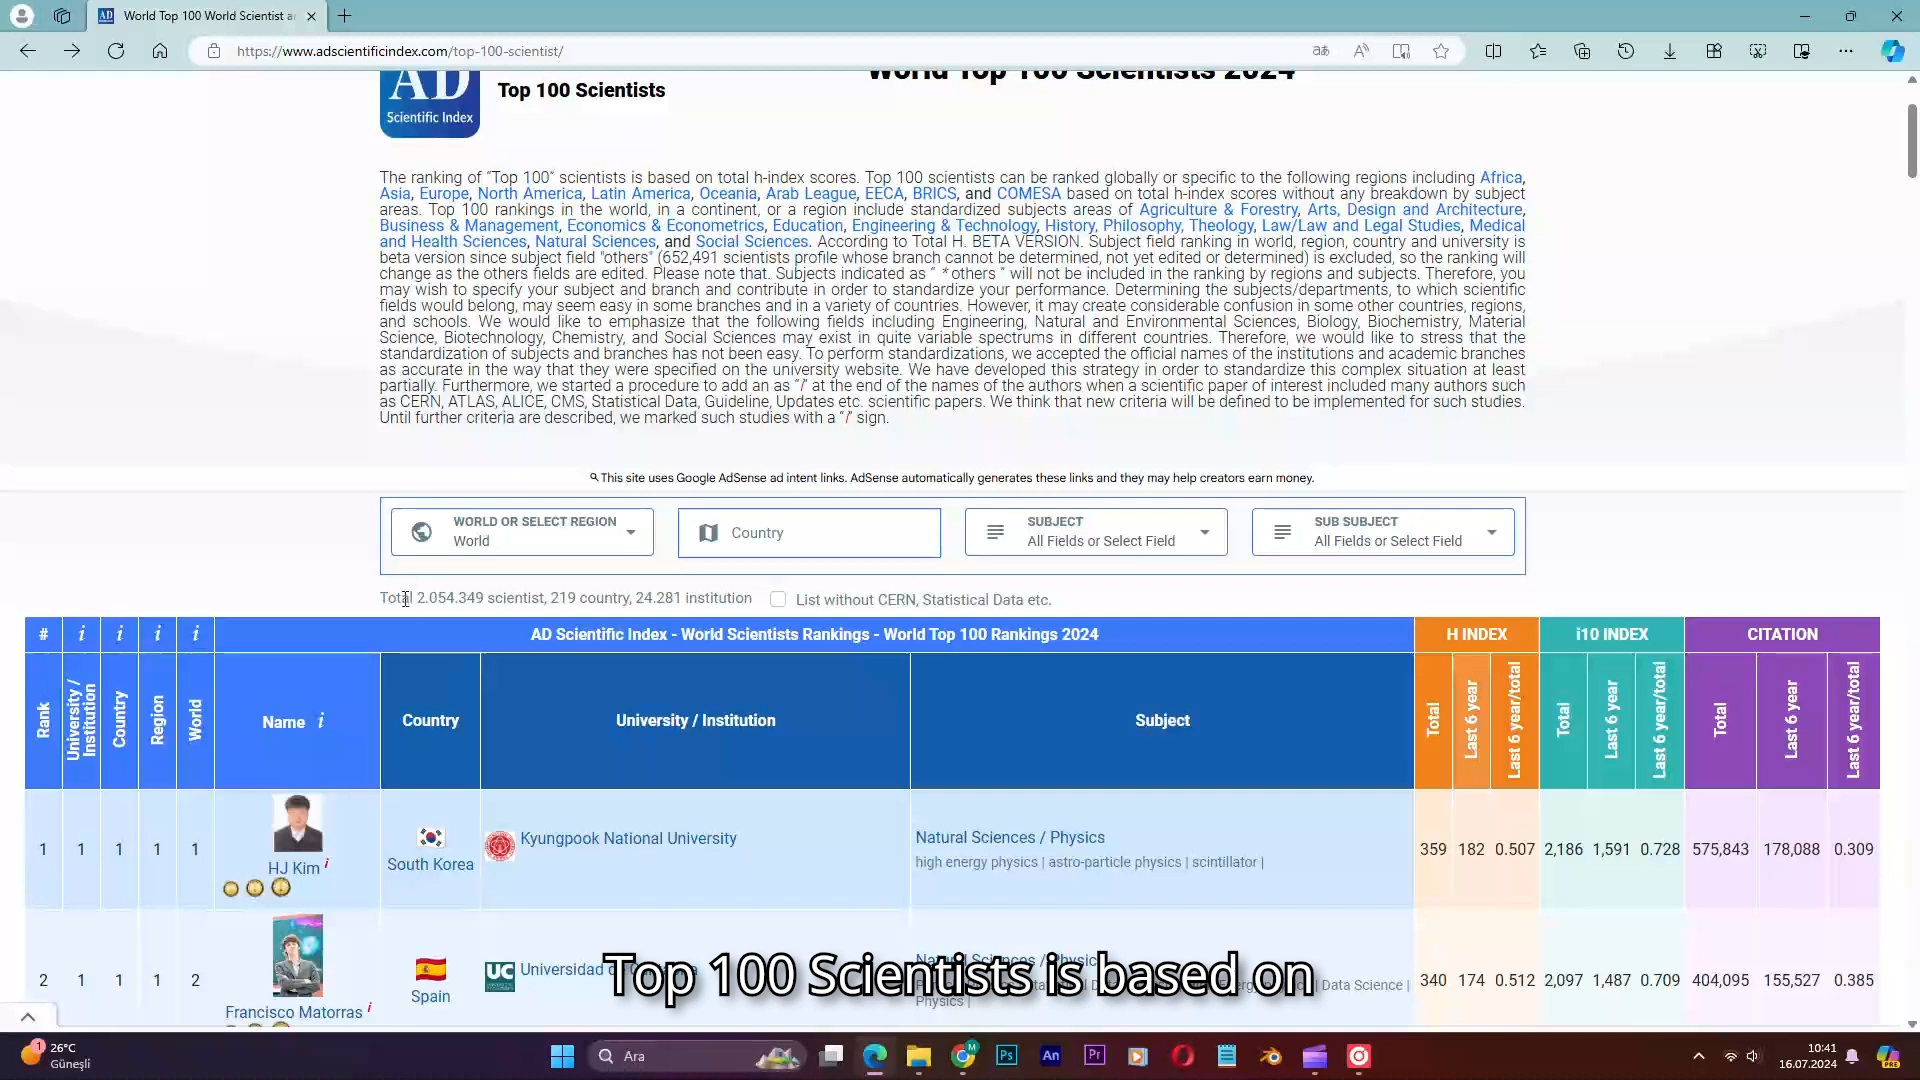 World Top 100 World Scientist a
https://www.adscientificindex.com/top-100-scientist/
World Top 100 Scientists 2024
AD
Scientific Index
Top 100 Scientists
The ranking of "Top 100" scientists is based on total h-index scores. Top 100 scientists can be ranked globally or specific to the following regions including Africa,
Asia, Europe, North America, Latin America, Oceania, Arab League, EECA, BRICS, and COMESA based on total h-index scores without any breakdown by subject
areas. Top 100 rankings in the world, in a continent, or a region include standardized subjects areas of Agriculture & Forestry, Arts, Design and Architecture,
Business & Management, Economics & Econometrics, Education, Engineering & Technology, History, Philosophy, Theology, Law/Law and Legal Studies, Medical
and Health Sciences, Natural Sciences, and Social Sciences. According to Total H. BETA VERSION. Subject field ranking in world, region, country and university is
beta version since subject field "others" (652,491 scientists profile whose branch cannot be determined, not yet edited or determined) is excluded, so the ranking will
change as the others fields are edited. Please note that. Subjects indicated as " *others " will not be included in the ranking by regions and subjects. Therefore, you
may wish to specify your subject and branch and contribute in order to standardize your performance. Determining the subjects/departments, to which scientific
fields would belong, may seem easy in some branches and in a variety of countries. However, it may create considerable confusion in some other countries, regions,
and schools. We would like to emphasize that the following fields including Engineering, Natural and Environmental Sciences, Biology, Biochemistry, Material
Science, Biotechnology, Chemistry, and Social Sciences may exist in quite variable spectrums in different countries. Therefore, we would like to stress that the
standardization of subjects and branches has not been easy. To perform standardizations, we accepted the official names of the institutions and academic branches
as accurate in the way that they were specified on the university website. We have developed this strategy in order to standardize this complex situation at least
partially. Furthermore, we started a procedure to add an as "i" at the end of the names of the authors when a scientific paper of interest included many authors such
as CERN, ATLAS, ALICE, CMS, Statistical Data, Guideline, Updates etc. scientific papers. We think that new criteria will be defined to be implemented for such studies.
Until further criteria are described, we marked such studies with a "i" sign.
This site uses Google AdSense ad intent links. AdSense automatically generates these links and they may help creators earn money.
WORLD OR SELECT REGION
World
Country
SUBJECT
All Fields or Select Field
SUB SUBJECT
All Fields or Select Field
Total 2.054.349 scientist, 219 country, 24.281 institution
List without CERN, Statistical Data etc.
# i i i i AD Scientific Index - World Scientists Rankings - World Top 100 Rankings 2024 H INDEX i10 INDEX CITATION
Rank University / Institution Country Region World Name i Country University / Institution Subject Total Last 6 year Last 6 year/total Total Last 6 year Last 6 year/total Total Last 6 year Last 6 year/total
1 1 1 1 1 HJ Kim i South Korea Kyungpook National University Natural Sciences / Physics 359 182 0.507 2,186 1,591 0.728 575,843 178,088 0.309
high energy physics | astro-particle physics | scintillator |
2 1 1 1 2 Francisco Matorras i Spain UC Universidad de 340 174 0.512 2,097 1,487 0.709 404,095 155,527 0.385
Data Science |
Physics |
Top 100 Scientists is based on
1
26°C
Güneşli
Ara
M
Ps
An
Pr
10:41
16.07.2024
PRE